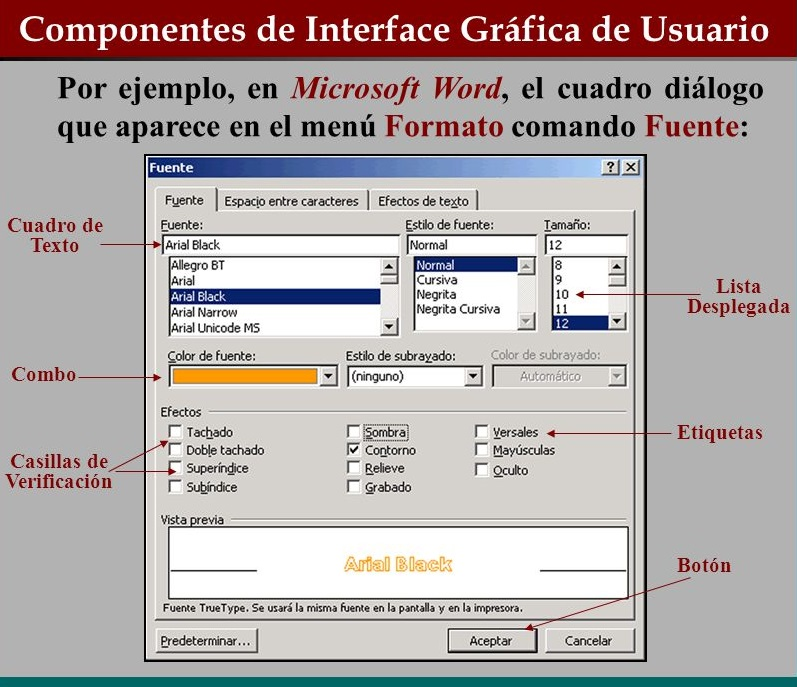 Componentes de Interface Gráfica de Usuario
Por ejemplo, en Microsoft Word, el cuadro diálogo
que aparece en el menú Formato comando Fuente:
Fuente
Fuente
Espacio entre caracteres
Efectos de texto
Cuadro de
Texto
Fuente:
Arial Black
Allegro BT
Arial
Arial Black
Arial Narrow
Arial Unicode MS
Estilo de fuente:
Normal
Normal
Cursiva
Negrita
Negrita Cursiva
Tamaño:
12
8
9
10
11
12
Lista
Desplegada
Combo
Color de fuente:
Estilo de subrayado:
(ninguno)
Color de subrayado:
Automático
Efectos
Tachado
Doble tachado
Superíndice
Subíndice
Sombra
Contorno
Relieve
Grabado
Versales
Mayúsculas
Oculto
Etiquetas
Casillas de
Verificación
Vista previa
Arial Black
Botón
Fuente TrueType. Se usará la misma fuente en la pantalla y en la impresora.
Predeterminar...
Aceptar
Cancelar